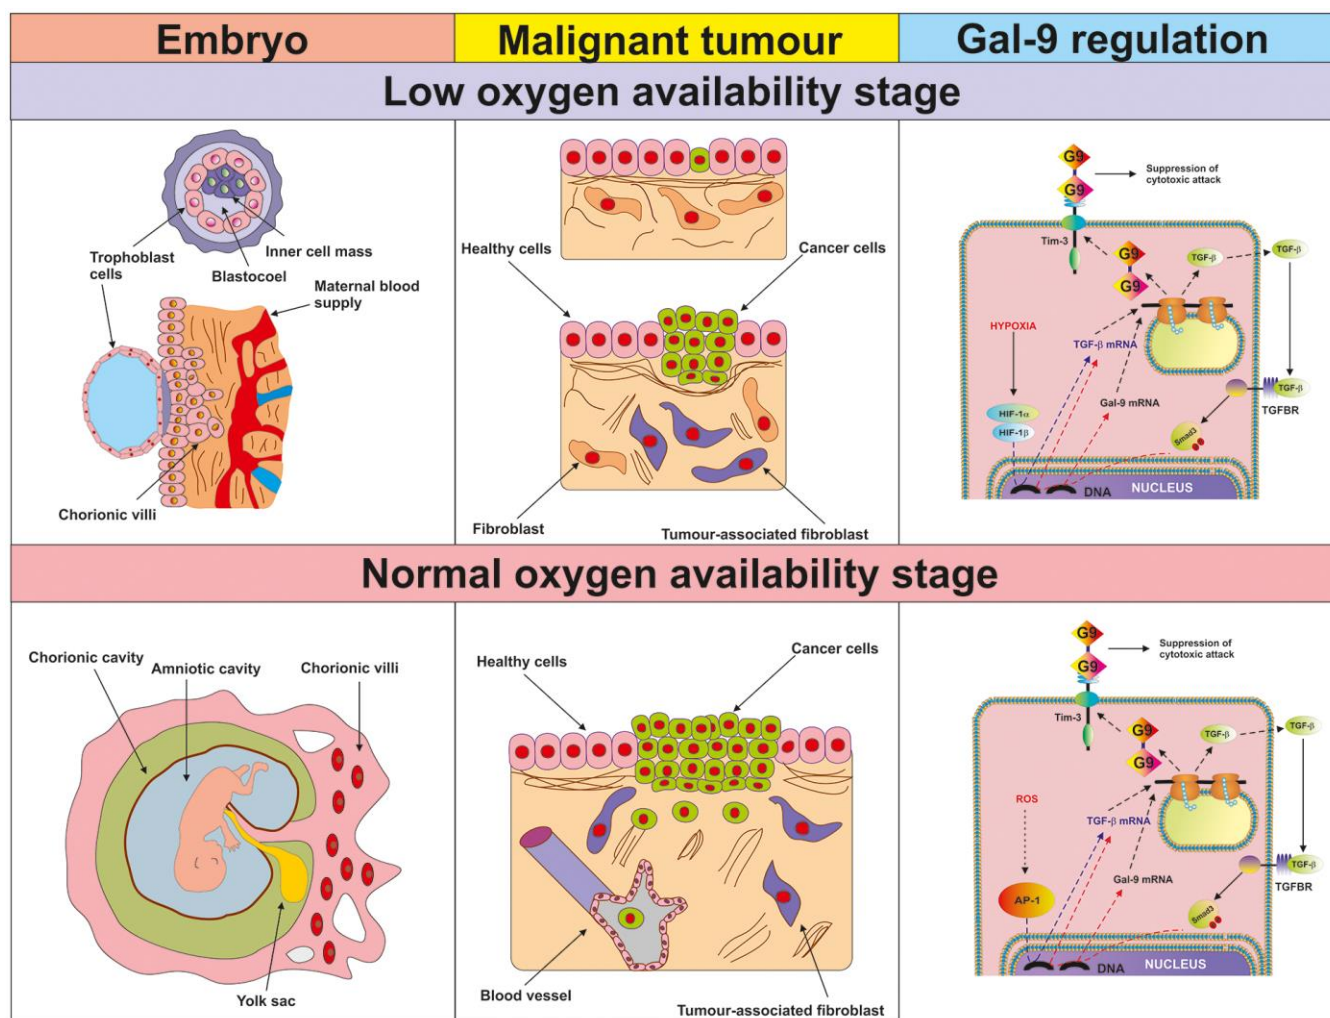 Embryo
Malignant tumour
Gal-9 regulation
Low oxygen availability stage
Trophoblast
cells
Inner cell mass
Blastocoel
Maternal blood
supply
Chorionic villi
Healthy cells
Cancer cells
Fibroblast
Tumour-associated fibroblast
G9
G9
Suppression of
cytotoxic attack
Tim-3
G9
G9
TGF-β
TGF-β
HYPOXIA
TGF-β mRNA
Gal-9 mRNA
HIF-1α
HIF-1β
TGF-β
TGFBR
Smad3
DNA
NUCLEUS
Normal oxygen availability stage
Chorionic cavity
Amniotic cavity
Chorionic villi
Yolk sac
Healthy cells
Cancer cells
Blood vessel
Tumour-associated fibroblast
G9
G9
Suppression of
cytotoxic attack
Tim-3
G9
G9
TGF-β
TGF-β
ROS
TGF-β mRNA
Gal-9 mRNA
AP-1
TGF-β
TGFBR
Smad3
DNA
NUCLEUS